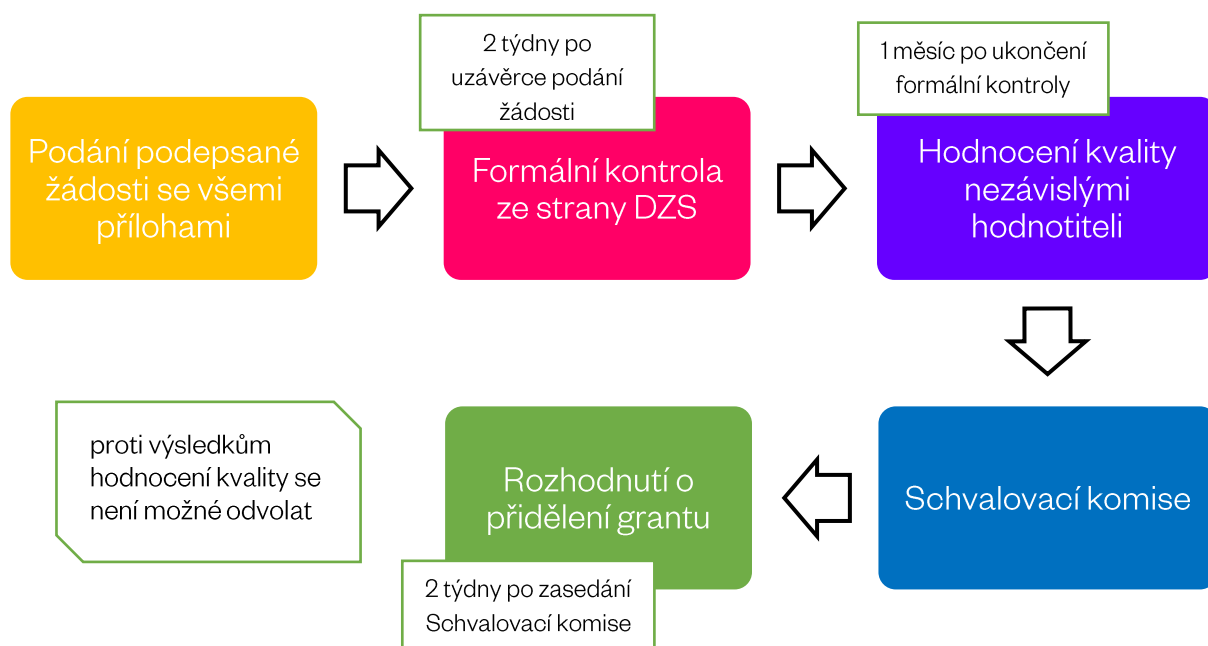 2 týdny po
uzávěrce podání
žádosti
1 měsíc po ukončení
formální kontroly
Podání podepsané
žádosti se všemi
přílohami
Formální kontrola
ze strany DZS
Hodnocení kvality
nezávislými
hodnotiteli
proti výsledkům
hodnocení kvality se
není možné odvolat
Rozhodnutí o
přidělení grantu
Schvalovací komise
2 týdny po zasedání
Schvalovací komise